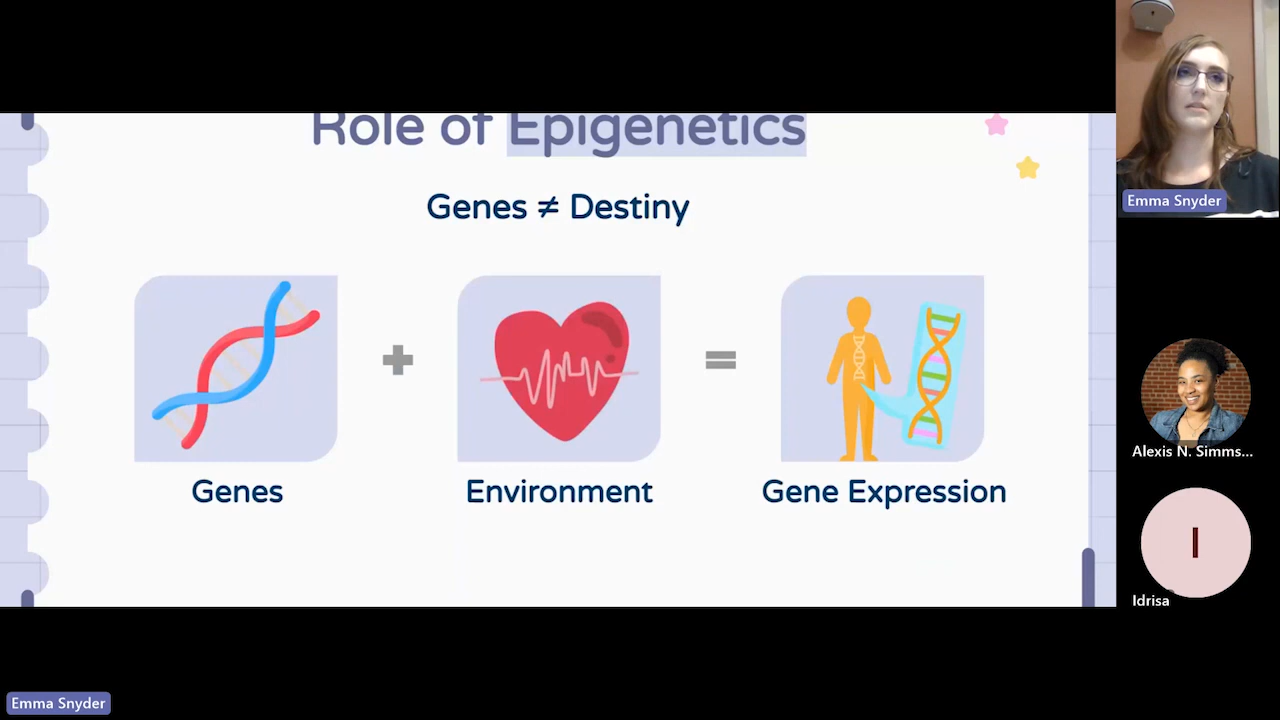 Role of Epigenetics
Genes ≠ Destiny
Genes
Environment
Gene Expression
Emma Snyder
Alexis N. Simms...
I
Idrisa
Emma Snyder